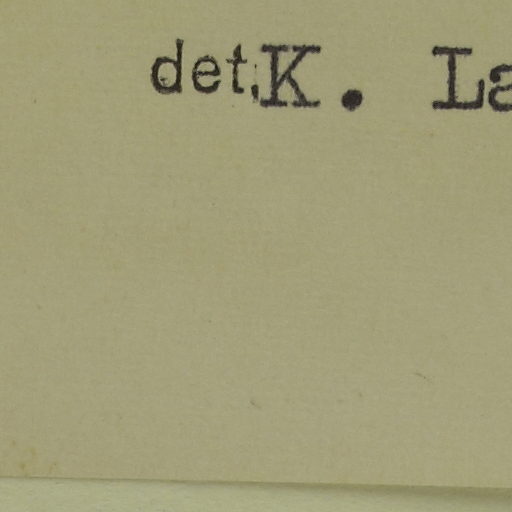 det. K. La